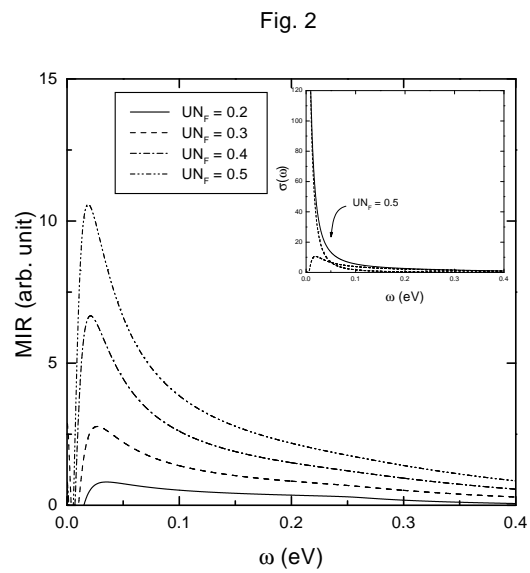 Fig. 2
15
10
5
0
MIR (arb. unit)
0.0 0.1 0.2 0.3 0.4
ω (eV)
UN_F = 0.2
UN_F = 0.3
UN_F = 0.4
UN_F = 0.5
120
100
80
60
40
20
0
σ(ω)
UN_F = 0.5
0.0 0.1 0.2 0.3 0.4
ω (eV)